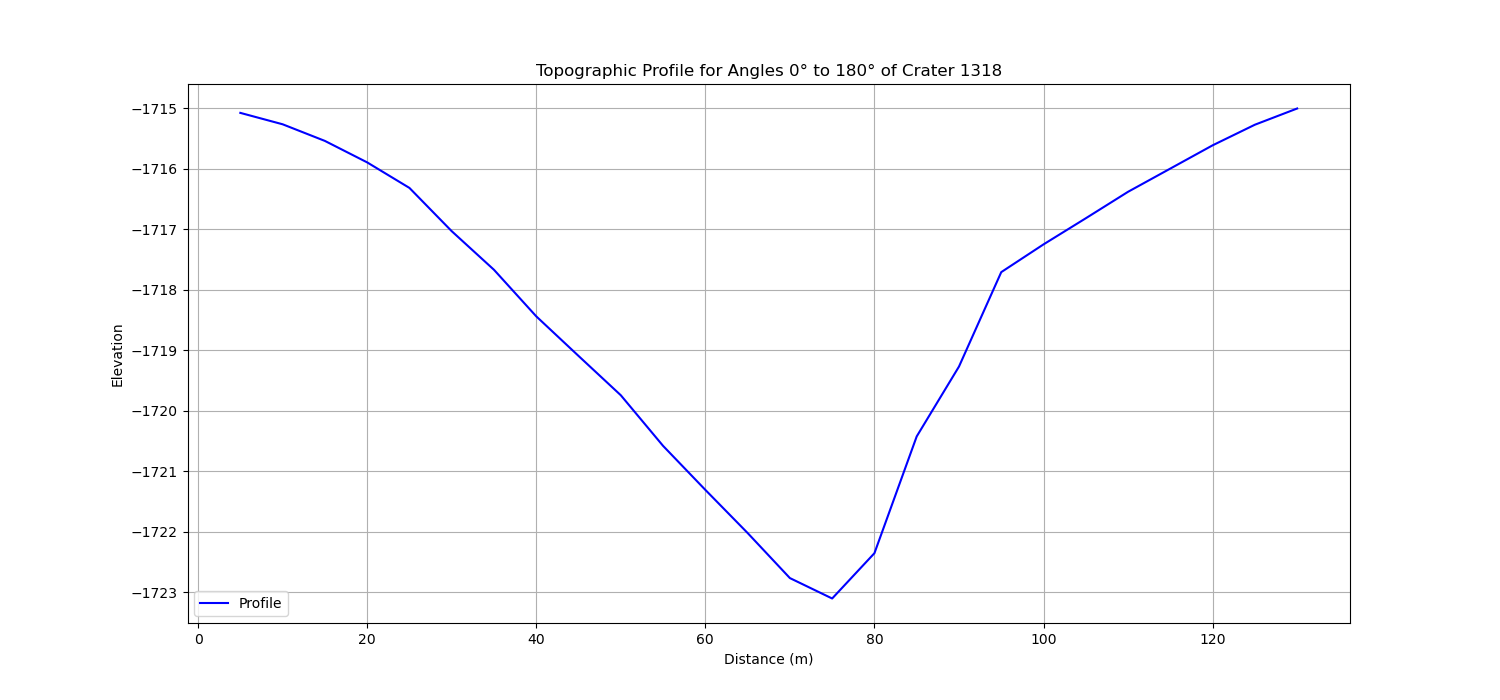 Topographic Profile for Angles 0° to 180° of Crater 1318
Elevation
−1715
−1716
−1717
−1718
−1719
−1720
−1721
−1722
−1723
Profile
0 20 40 60 80 100 120
Distance (m)